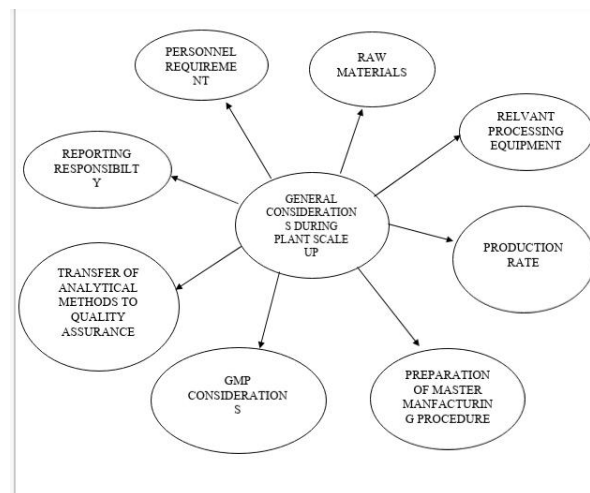 PERSONNEL
REQUIREME
NT
RAW
MATERIALS
RELVANT
PROCESSING
EQUIPMENT
REPORTING
RESPONSIBILT
Y
GENERAL
CONSIDERATION
S DURING
PLANT SCALE
UP
PRODUCTION
RATE
TRANSFER OF
ANALYTICAL
METHODS TO
QUALITY
ASSURANCE
GMP
CONSIDERATION
S
PREPARATION
OF MASTER
MANFACTURIN
G PROCEDURE